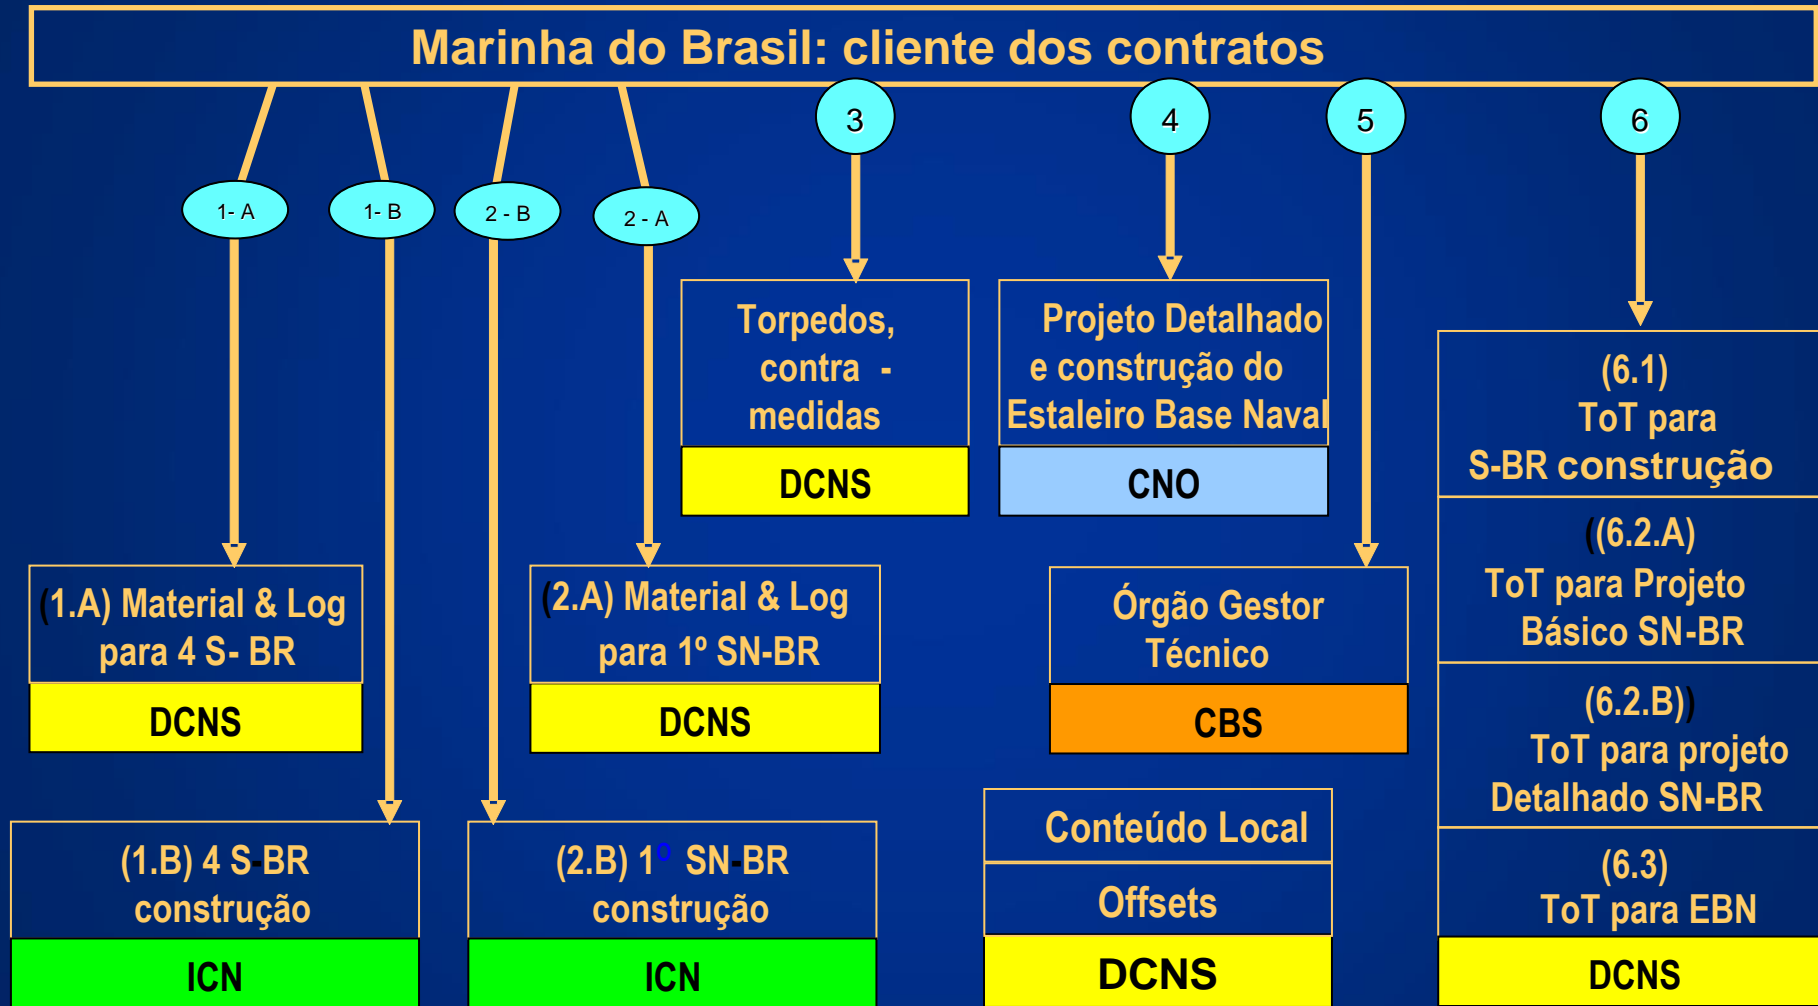 Marinha do Brasil: cliente dos contratos
3
4
5
6
1- A
1- B
2 - B
2 - A
Torpedos,
contra -
medidas
DCNS
Projeto Detalhado
e construção do
Estaleiro Base Naval
CNO
(6.1)
ToT para
S-BR construção
((6.2.A)
ToT para Projeto
Básico SN-BR
(6.2.B))
ToT para projeto
Detalhado SN-BR
(6.3)
ToT para EBN
DCNS
(1.A) Material & Log
para 4 S- BR
DCNS
(2.A) Material & Log
para 1º SN-BR
DCNS
Órgão Gestor
Técnico
CBS
(1.B) 4 S-BR
construção
ICN
(2.B) 1º SN-BR
construção
ICN
Conteúdo Local
Offsets
DCNS